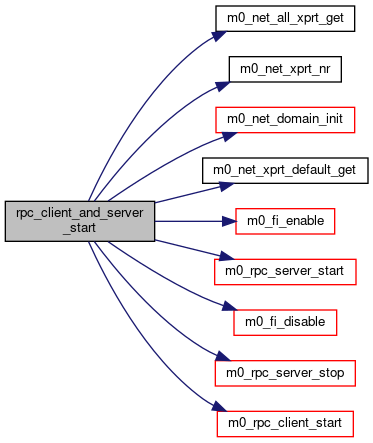 m0_net_all_xprt_get
m0_net_xprt_nr
m0_net_domain_init
m0_net_xprt_default_get
rpc_client_and_server
_start
m0_fi_enable
m0_rpc_server_start
m0_fi_disable
m0_rpc_server_stop
m0_rpc_client_start